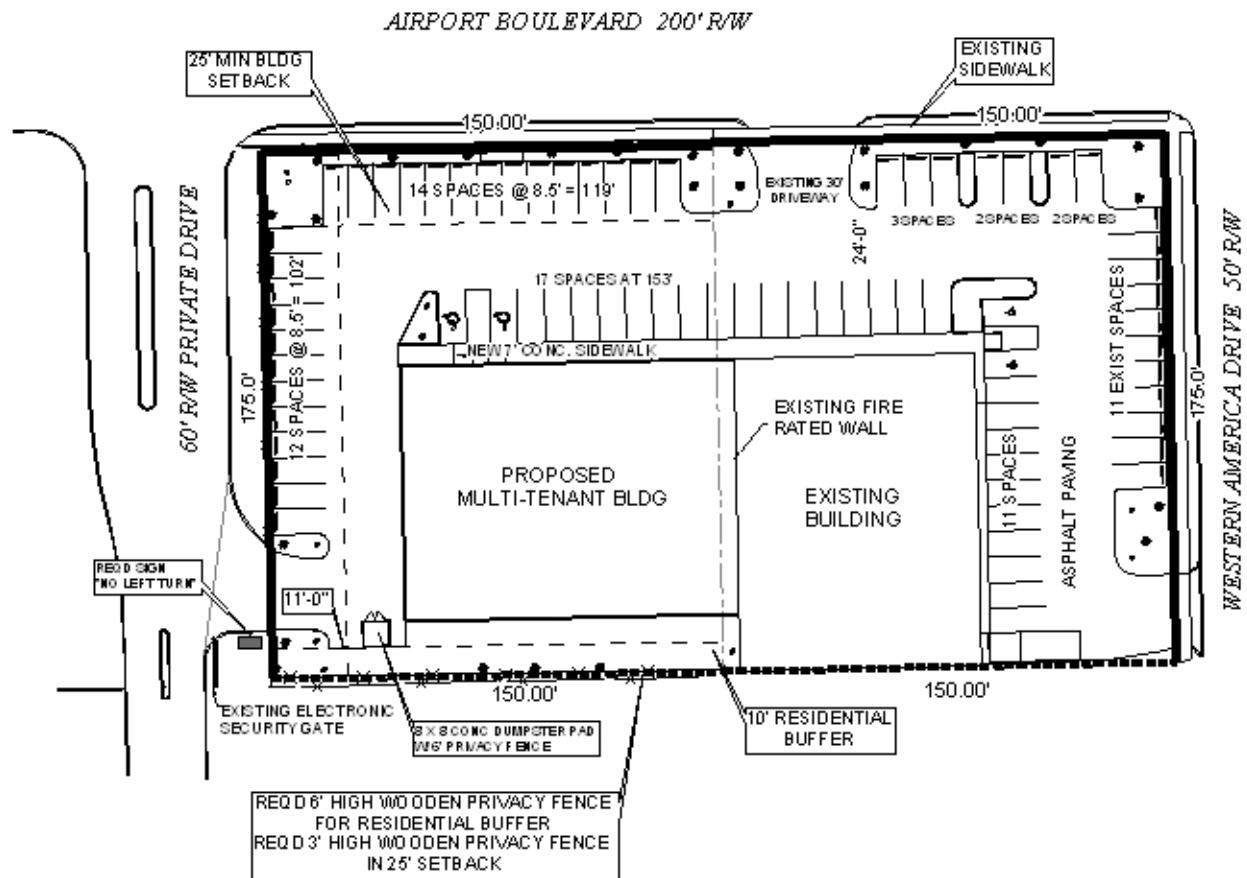 AIRPORT BOULEVARD 200' R/W
25' MIN BLDG
SETBACK
EXISTING
SIDEWALK
150.00'
150.00'
14 SPACES @ 8.5' = 119'
EXISTING 30'
DRIVEWAY
3 SPACES
2 SPACES
2 SPACES
24'-0"
60' R/W PRIVATE DRIVE
175.0'
12 SPACES @ 8.5' = 102'
17 SPACES AT 153'
NEW 7' CONC. SIDEWALK
11 EXIST SPACES
175.0'
WESTERN AMERICA DRIVE 50' R/W
EXISTING FIRE
RATED WALL
PROPOSED
MULTI-TENANT BLDG
EXISTING
BUILDING
11 SPACES
ASPHALT PAVING
REQD SIGN
"NO LEFT TURN"
11'-0"
150.00'
150.00'
EXISTING ELECTRONIC
SECURITY GATE
8 X 8 CONC DUMPSTER PAD
W/6' PRIVACY FENCE
10' RESIDENTIAL
BUFFER
REQD 6' HIGH WOODEN PRIVACY FENCE
FOR RESIDENTIAL BUFFER
REQD 3' HIGH WOODEN PRIVACY FENCE
IN 25' SETBACK